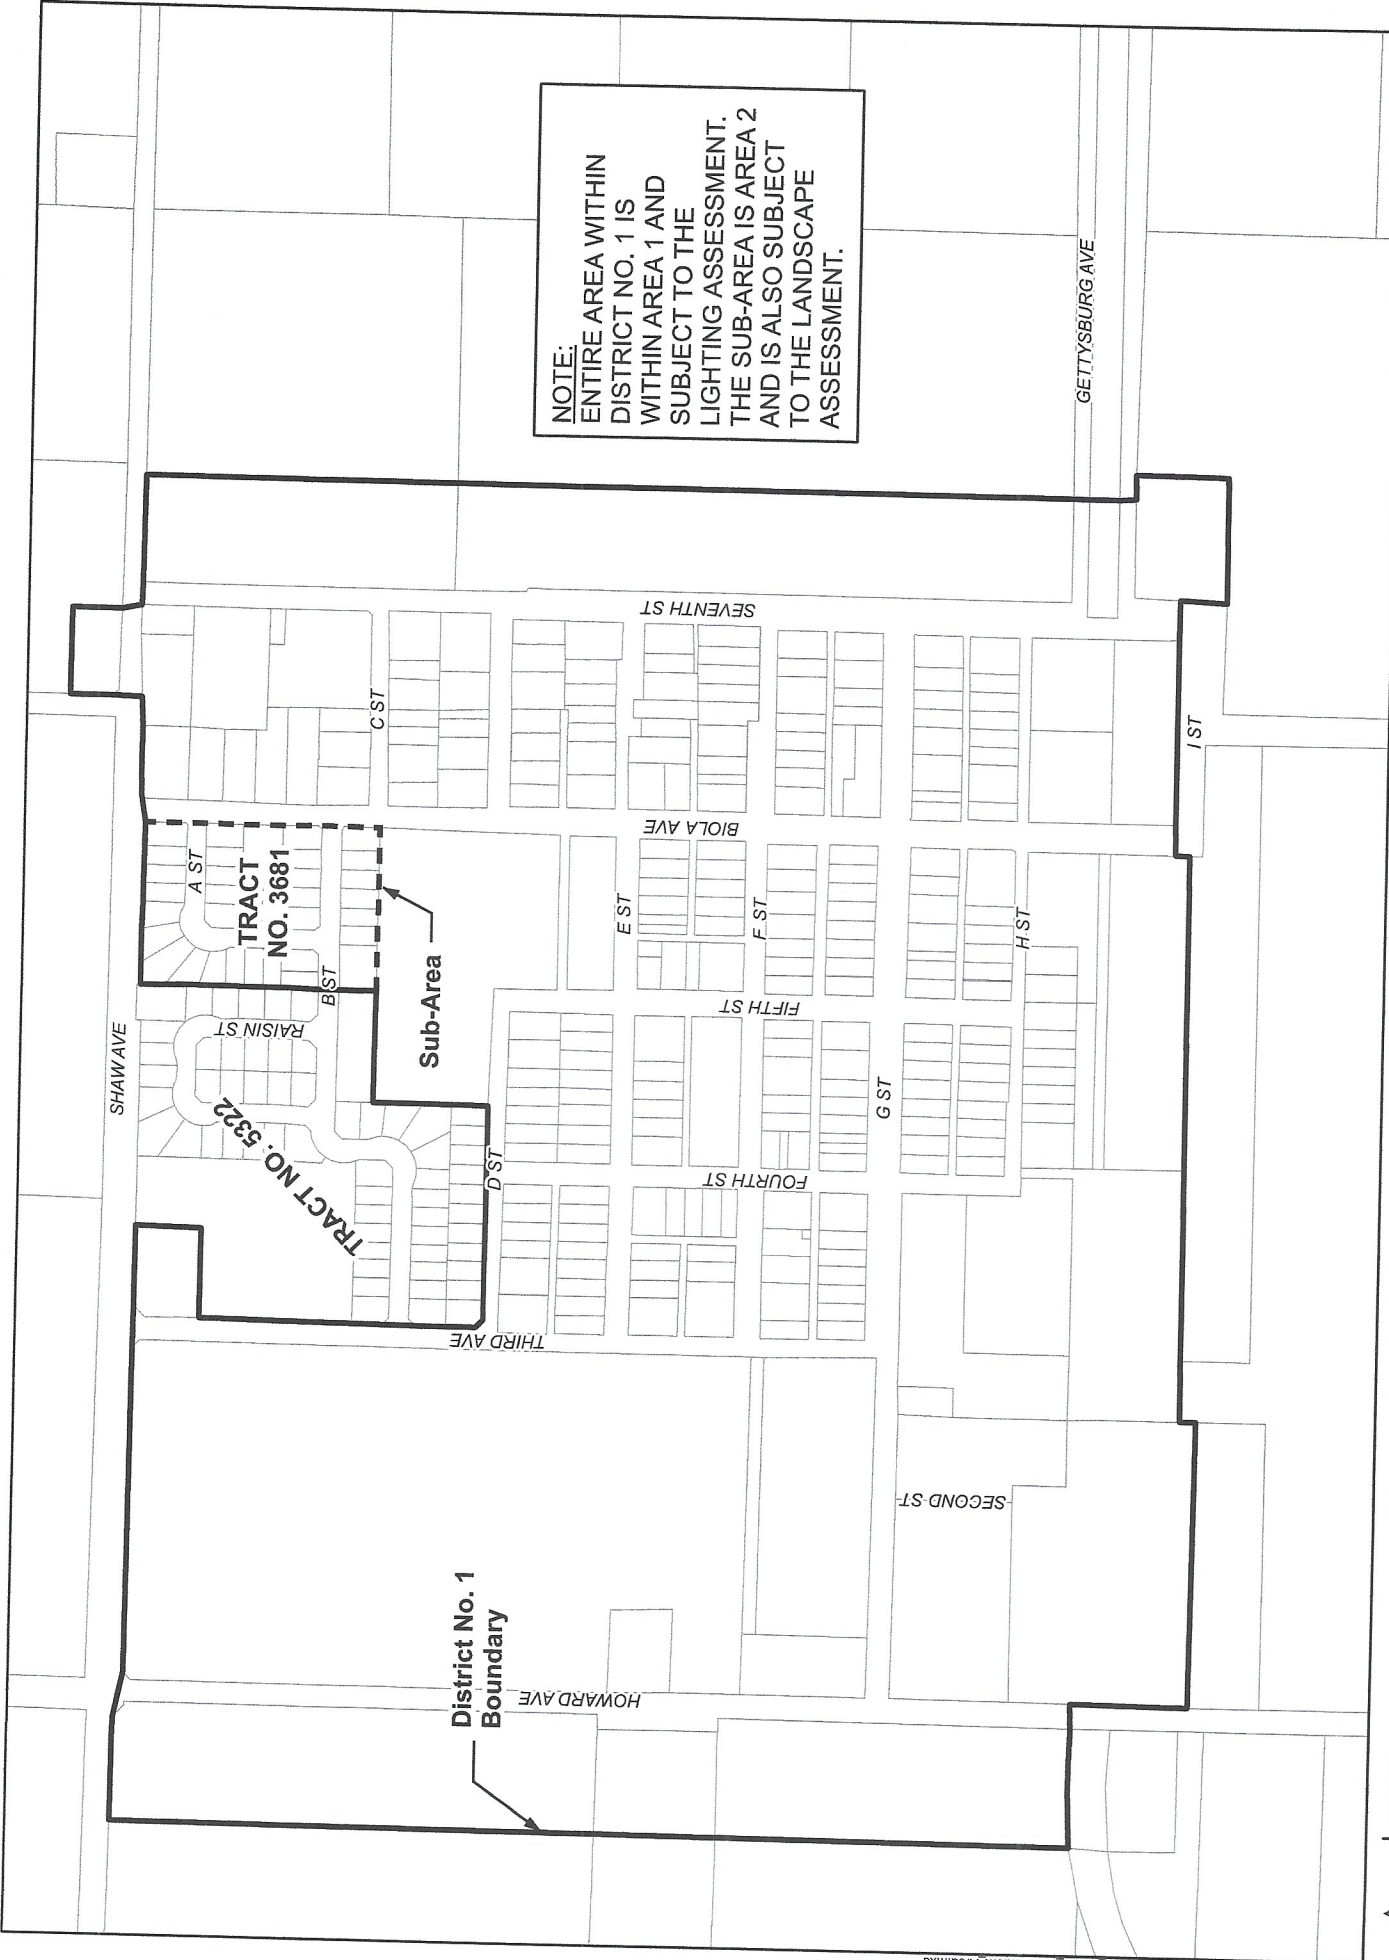 NOTE:
ENTIRE AREA WITHIN
DISTRICT NO. 1 IS
WITHIN AREA 1 AND
SUBJECT TO THE
LIGHTING ASSESSMENT.
THE SUB-AREA IS AREA 2
AND IS ALSO SUBJECT
TO THE LANDSCAPE
ASSESSMENT.
SHAW AVE
GETTYSBURG AVE
SEVENTH ST
C ST
I ST
BIOLA AVE
A ST
TRACT
NO. 3681
B ST
E ST
F ST
H ST
Sub-Area
RAISIN ST
FIFTH ST
TRACT NO. 5322
G ST
D ST
FOURTH ST
THIRD AVE
SECOND ST
District No. 1
Boundary
HOWARD AVE